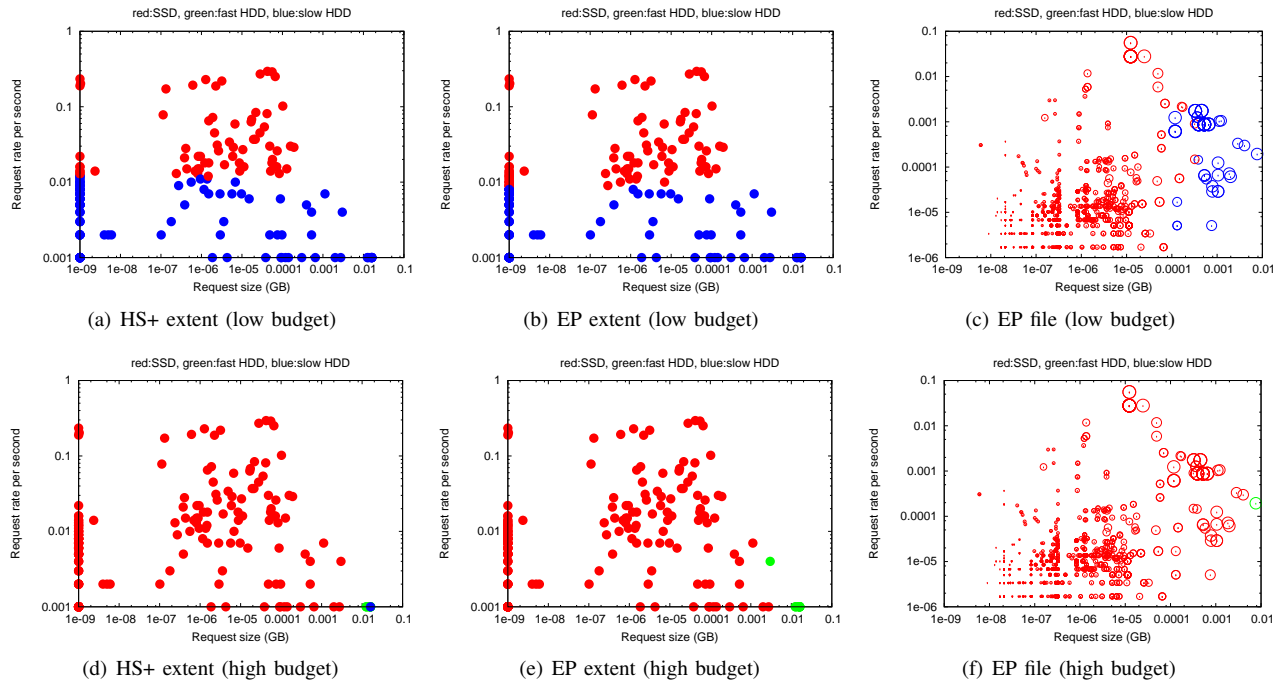 red:SSD, green:fast HDD, blue:slow HDD
1
0.1
0.01
0.001
Request rate per second
1e-09 1e-08 1e-07 1e-06 1e-05 0.0001 0.001 0.01 0.1
Request size (GB)
(a) HS+ extent (low budget)
red:SSD, green:fast HDD, blue:slow HDD
1
0.1
0.01
0.001
Request rate per second
1e-09 1e-08 1e-07 1e-06 1e-05 0.0001 0.001 0.01 0.1
Request size (GB)
(b) EP extent (low budget)
red:SSD, green:fast HDD, blue:slow HDD
0.1
0.01
0.001
0.0001
1e-05
1e-06
Request rate per second
1e-09 1e-08 1e-07 1e-06 1e-05 0.0001 0.001 0.01
Request size (GB)
(c) EP file (low budget)
red:SSD, green:fast HDD, blue:slow HDD
1
0.1
0.01
0.001
Request rate per second
1e-09 1e-08 1e-07 1e-06 1e-05 0.0001 0.001 0.01 0.1
Request size (GB)
(d) HS+ extent (high budget)
red:SSD, green:fast HDD, blue:slow HDD
1
0.1
0.01
0.001
Request rate per second
1e-09 1e-08 1e-07 1e-06 1e-05 0.0001 0.001 0.01 0.1
Request size (GB)
(e) EP extent (high budget)
red:SSD, green:fast HDD, blue:slow HDD
0.1
0.01
0.001
0.0001
1e-05
1e-06
Request rate per second
1e-09 1e-08 1e-07 1e-06 1e-05 0.0001 0.001 0.01
Request size (GB)
(f) EP file (high budget)